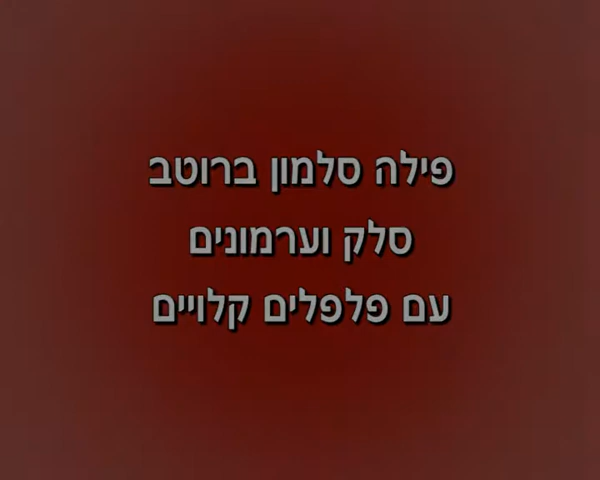 פילה סלמון ברוטב
סלק וערמונים
עם פלפלים קלויים